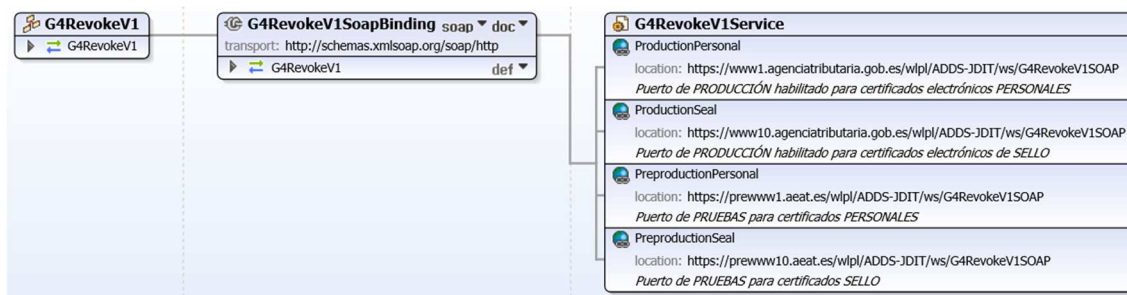 G4RevokeV1
G4RevokeV1
G4RevokeV1SoapBinding soap doc
transport: http://schemas.xmlsoap.org/soap/http
G4RevokeV1 def
G4RevokeV1Service
ProductionPersonal
location: https://www1.agenciatributaria.gob.es/wlpl/ADDS-JDIT/ws/G4RevokeV1SOAP
Puerto de PRODUCCIÓN habilitado para certificados electrónicos PERSONALES
ProductionSeal
location: https://www10.agenciatributaria.gob.es/wlpl/ADDS-JDIT/ws/G4RevokeV1SOAP
Puerto de PRODUCCIÓN habilitado para certificados electrónicos de SELLO
PreproductionPersonal
location: https://prewww1.aeat.es/wlpl/ADDS-JDIT/ws/G4RevokeV1SOAP
Puerto de PRUEBAS para certificados PERSONALES
PreproductionSeal
location: https://prewww10.aeat.es/wlpl/ADDS-JDIT/ws/G4RevokeV1SOAP
Puerto de PRUEBAS para certificados SELLO